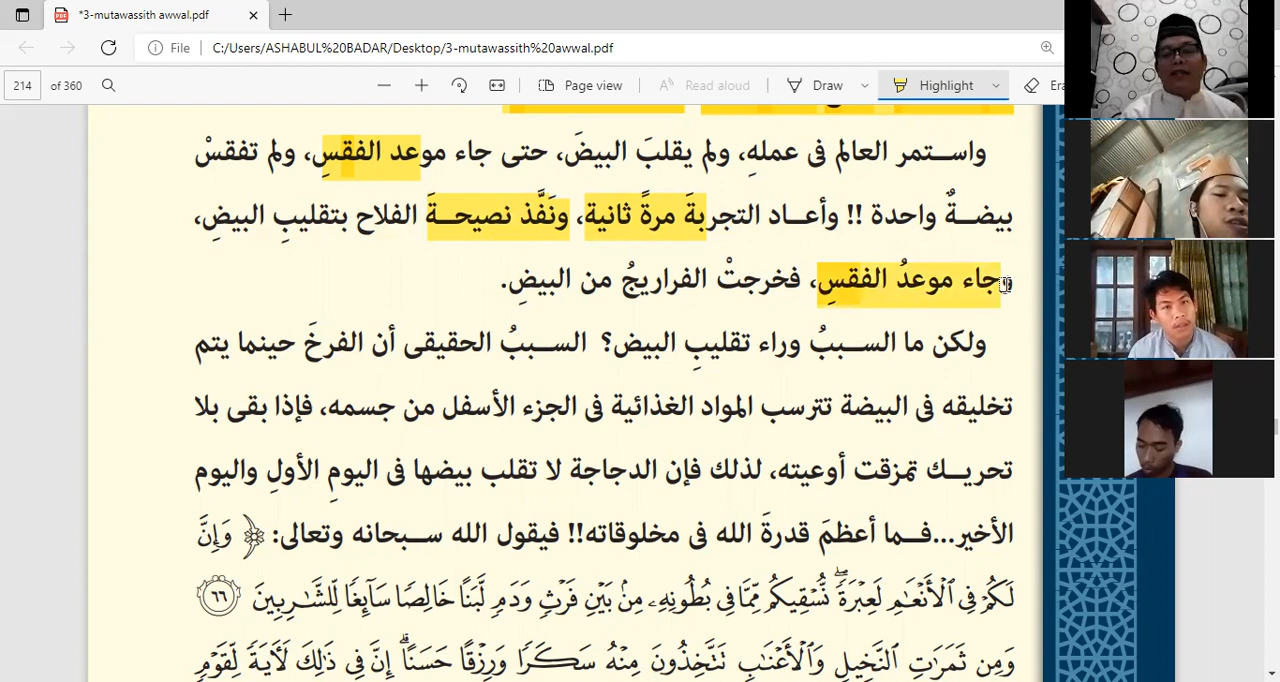 *3-mutawassith awwal.pdf
File C:/Users/ASHABUL%20BADAR/Desktop/3-mutawassith%20awwal.pdf
214 of 360 Page view Read aloud Draw Highlight
واستمر العالم فى عملهِ، ولم يقلبَ البيضَ، حتى جاء موعد الفقسِ، ولم تفقسْ
بيضةٌ واحدة !! وأعاد التجربةَ مرةً ثانية، ونَفَّذ نصيحةَ الفلاح بتقليبِ البيضِ،
وجاء موعدُ الفقسِ، فخرجتْ الفراريجُ من البيضِ.
ولكن ما السببُ وراء تقليبِ البيض؟ السببُ الحقيقى أن الفرخَ حينما يتم
تخليقه فى البيضة تترسب المواد الغذائية فى الجزء الأسفل من جسمه، فإذا بقى بلا
تحريك تمزقت أوعيته، لذلك فإن الدجاجة لا تقلب بيضها فى اليومِ الأولِ واليوم
الأخير...فما أعظمَ قدرةَ الله فى مخلوقاته!! فيقول الله سبحانه وتعالى: ﴿ وَإِنَّ
لَكُمْ فِى ٱلْأَنْعَٰمِ لَعِبْرَةً ۖ نُّسْقِيكُم مِّمَّا فِى بُطُونِهِۦ مِنۢ بَيْنِ فَرْثٍ وَدَمٍ لَّبَنًا خَالِصًا سَآئِغًا لِّلشَّٰرِبِينَ ٦٦
وَمِن ثَمَرَٰتِ ٱلنَّخِيلِ وَٱلْأَعْنَٰبِ تَتَّخِذُونَ مِنْهُ سَكَرًا وَرِزْقًا حَسَنًا ۗ إِنَّ فِى ذَٰلِكَ لَـَٔايَةً لِّقَوْمٍ